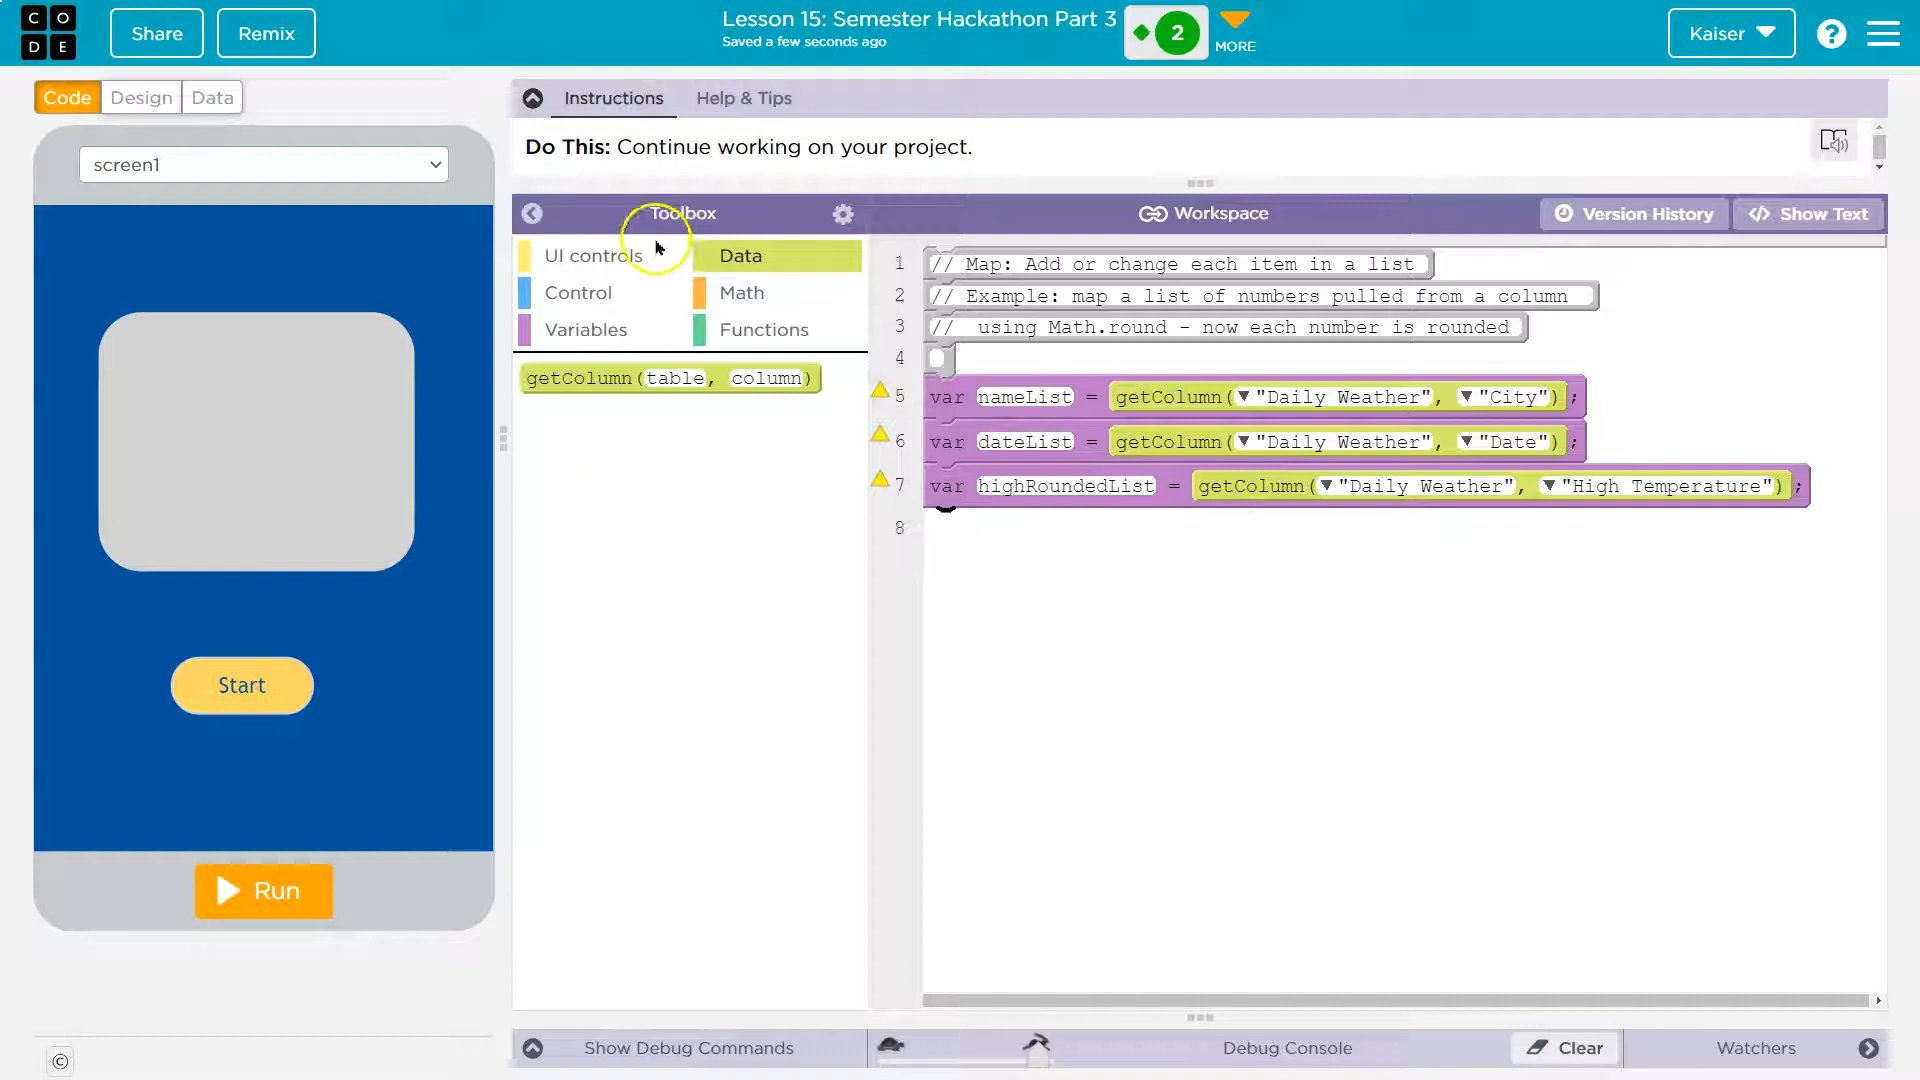 C O
D E
Share
Remix
Lesson 15: Semester Hackathon Part 3
Saved a few seconds ago
2
MORE
Kaiser
?
Code
Design
Data
Instructions
Help & Tips
screen1
Do This: Continue working on your project.
Toolbox
Workspace
Version History
</> Show Text
UI controls
Data
Control
Math
Variables
Functions
getColumn(table, column)
1 // Map: Add or change each item in a list
2 // Example: map a list of numbers pulled from a column
3 //  using Math.round - now each number is rounded
4
5 var nameList = getColumn(▼"Daily Weather", ▼"City");
6 var dateList = getColumn(▼"Daily Weather", ▼"Date");
7 var highRoundedList = getColumn(▼"Daily Weather", ▼"High Temperature");
8
Start
Run
©
Show Debug Commands
Debug Console
Clear
Watchers